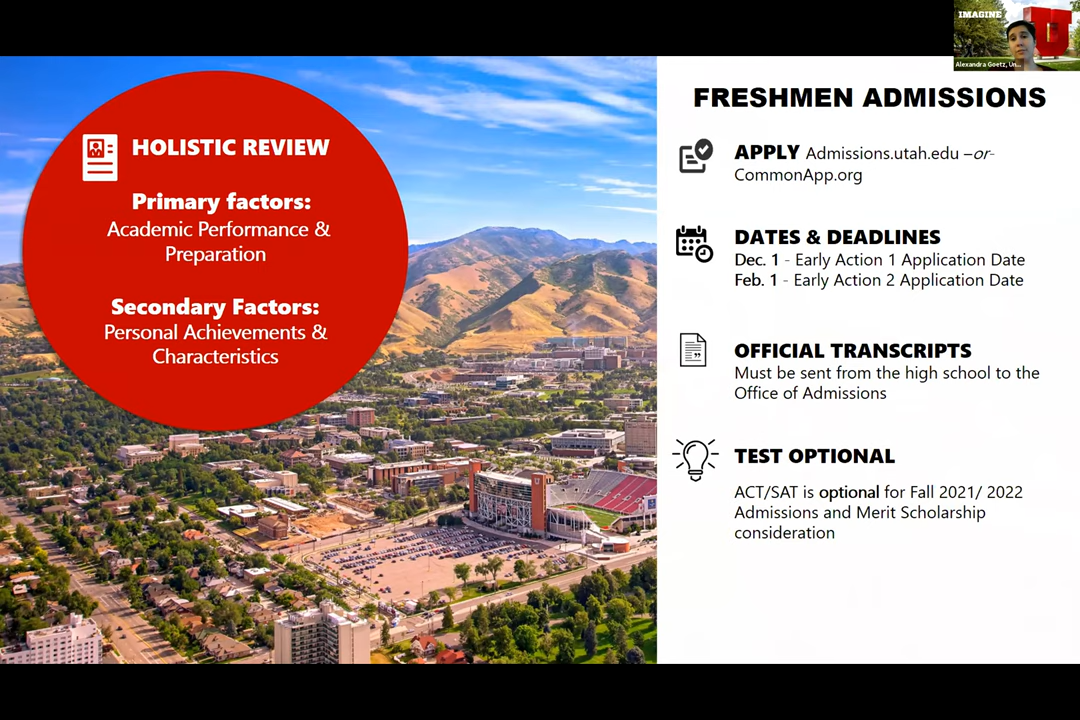 IMAGINE
U
Alexandra Goetz, Un...
HOLISTIC REVIEW
Primary factors:
Academic Performance &
Preparation
Secondary Factors:
Personal Achievements &
Characteristics
FRESHMEN ADMISSIONS
APPLY Admissions.utah.edu –or-
CommonApp.org
DATES & DEADLINES
Dec. 1 - Early Action 1 Application Date
Feb. 1 - Early Action 2 Application Date
OFFICIAL TRANSCRIPTS
Must be sent from the high school to the
Office of Admissions
TEST OPTIONAL
ACT/SAT is optional for Fall 2021/ 2022
Admissions and Merit Scholarship
consideration